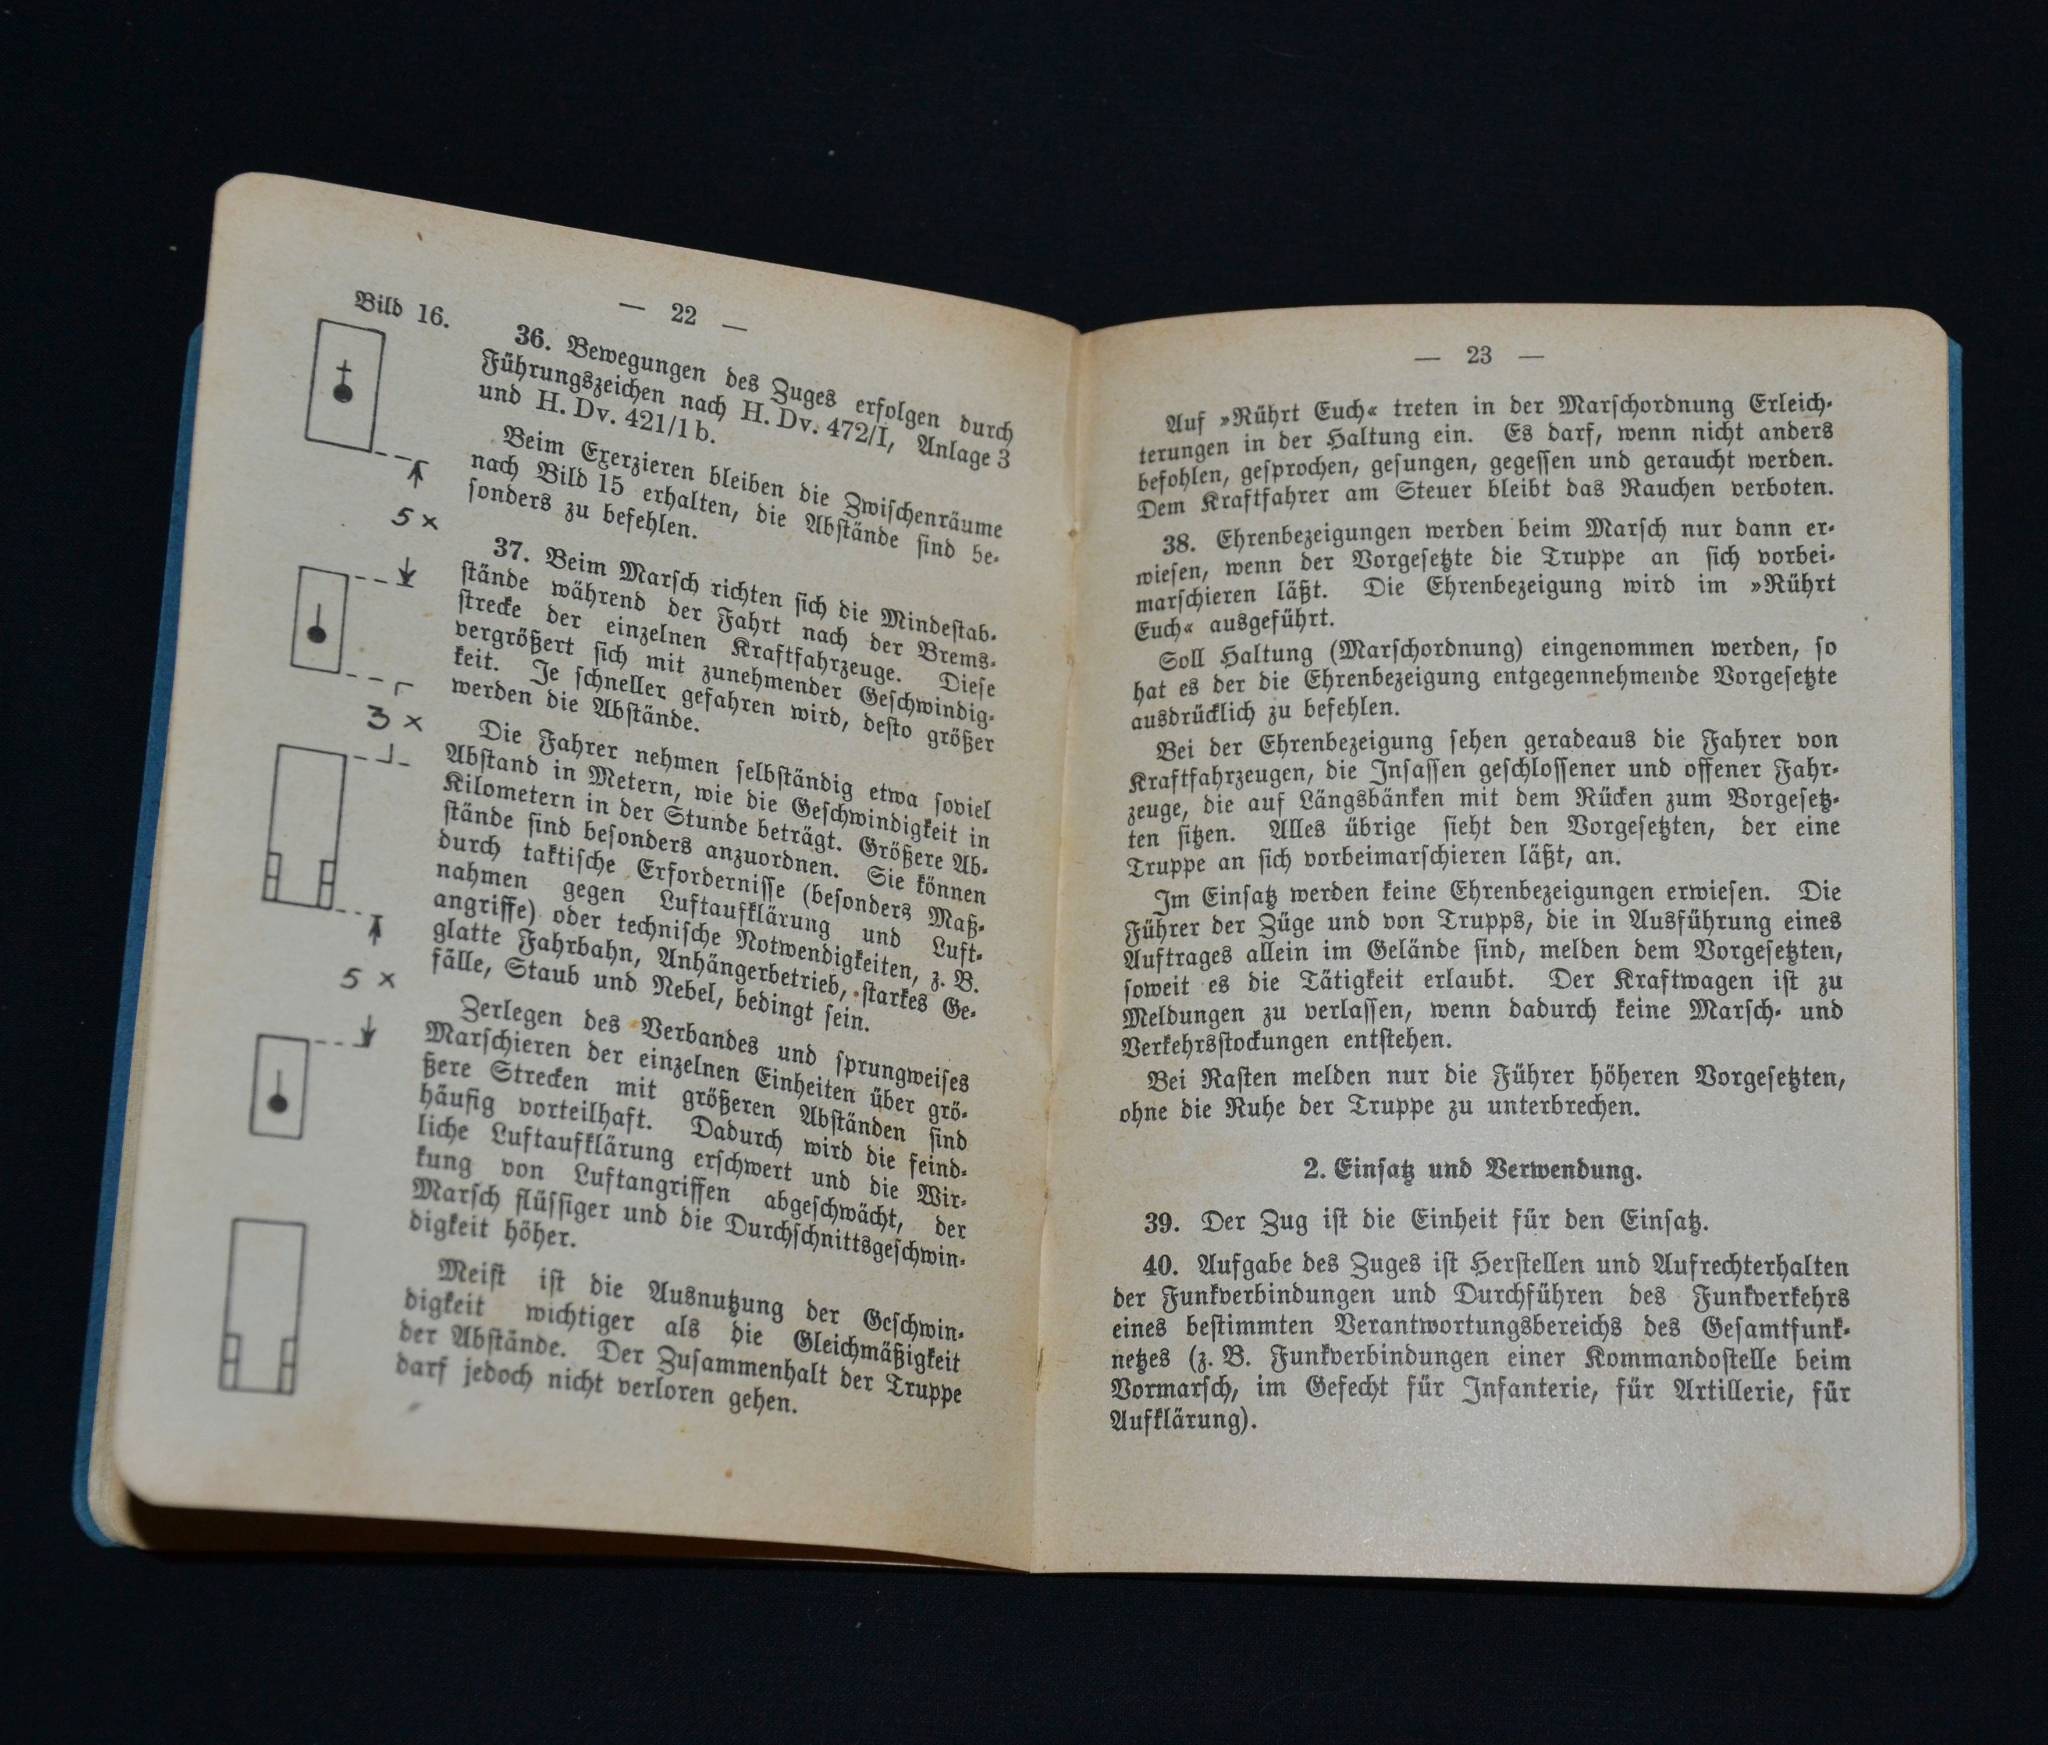 — 22 —
Bild 16.
5 x
3 x
5 x
36. Bewegungen des Zuges erfolgen durch
Führungszeichen nach H. Dv. 472/I, Anlage 3
und H. Dv. 421/1 b.
Beim Exerzieren bleiben die Zwischenräume
nach Bild 15 erhalten, die Abstände sind be-
sonders zu befehlen.
37. Beim Marsch richten sich die Mindestab-
stände während der Fahrt nach der Brems-
strecke der einzelnen Kraftfahrzeuge. Diese
vergrößert sich mit zunehmender Geschwindig-
keit. Je schneller gefahren wird, desto größer
werden die Abstände.
Die Fahrer nehmen selbständig etwa soviel
Abstand in Metern, wie die Geschwindigkeit in
Kilometern in der Stunde beträgt. Größere Ab-
stände sind besonders anzuordnen. Sie können
durch taktische Erfordernisse (besonders Maß-
nahmen gegen Luftaufklärung und Luft-
angriffe) oder technische Notwendigkeiten, z. B.
glatte Fahrbahn, Anhängerbetrieb, starkes Ge-
fälle, Staub und Nebel, bedingt sein.
Zerlegen des Verbandes und sprungweises
Marschieren der einzelnen Einheiten über grö-
ßere Strecken mit größeren Abständen sind
häufig vorteilhaft. Dadurch wird die feind-
liche Luftaufklärung erschwert und die Wir-
kung von Luftangriffen abgeschwächt, der
Marsch flüssiger und die Durchschnittsgeschwin-
digkeit höher.
Meist ist die Ausnutzung der Geschwin-
digkeit wichtiger als die Gleichmäßigkeit
der Abstände. Der Zusammenhalt der Truppe
darf jedoch nicht verloren gehen.
— 23 —
Auf »Rührt Euch« treten in der Marschordnung Erleich-
terungen in der Haltung ein. Es darf, wenn nicht anders
befohlen, gesprochen, gesungen, gegessen und geraucht werden.
Dem Kraftfahrer am Steuer bleibt das Rauchen verboten.
38. Ehrenbezeigungen werden beim Marsch nur dann er-
wiesen, wenn der Vorgesetzte die Truppe an sich vorbei-
marschieren läßt. Die Ehrenbezeigung wird im »Rührt
Euch« ausgeführt.
Soll Haltung (Marschordnung) eingenommen werden, so
hat es der die Ehrenbezeigung entgegennehmende Vorgesetzte
ausdrücklich zu befehlen.
Bei der Ehrenbezeigung sehen geradeaus die Fahrer von
Kraftfahrzeugen, die Insassen geschlossener und offener Fahr-
zeuge, die auf Längsbänken mit dem Rücken zum Vorgesetz-
ten sitzen. Alles übrige sieht den Vorgesetzten, der eine
Truppe an sich vorbeimarschieren läßt, an.
Im Einsatz werden keine Ehrenbezeigungen erwiesen. Die
Führer der Züge und von Trupps, die in Ausführung eines
Auftrages allein im Gelände sind, melden dem Vorgesetzten,
soweit es die Tätigkeit erlaubt. Der Kraftwagen ist zu
Meldungen zu verlassen, wenn dadurch keine Marsch- und
Verkehrsstockungen entstehen.
Bei Rasten melden nur die Führer höheren Vorgesetzten,
ohne die Ruhe der Truppe zu unterbrechen.
2. Einsatz und Verwendung.
39. Der Zug ist die Einheit für den Einsatz.
40. Aufgabe des Zuges ist Herstellen und Aufrechterhalten
der Funkverbindungen und Durchführen des Funkverkehrs
eines bestimmten Verantwortungsbereichs des Gesamtfunk-
netzes (z. B. Funkverbindungen einer Kommandostelle beim
Vormarsch, im Gefecht für Infanterie, für Artillerie, für
Aufklärung).